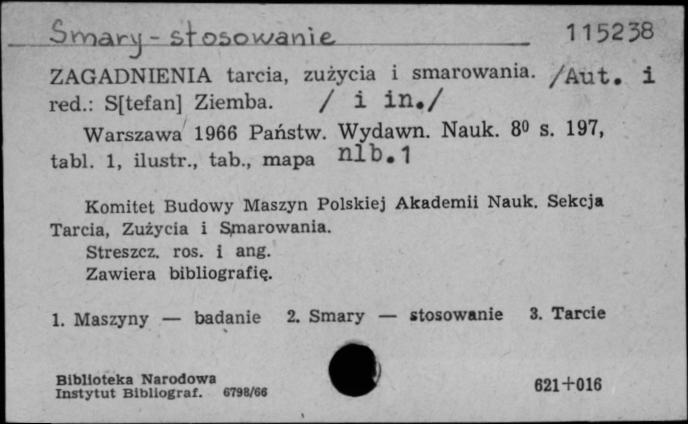 Smary - stosowanie 115238
ZAGADNIENIA tarcia, zużycia i smarowania. /Aut. i
red.: S[tefan] Ziemba. / i in./
Warszawa 1966 Państw. Wydawn. Nauk. 8⁰ s. 197,
tabl. 1, ilustr., tab., mapa nlb.1
Komitet Budowy Maszyn Polskiej Akademii Nauk. Sekcja
Tarcia, Zużycia i Smarowania.
Streszcz. ros. i ang.
Zawiera bibliografię.
1. Maszyny — badanie 2. Smary — stosowanie 3. Tarcie
Biblioteka Narodowa
Instytut Bibliograf. 6798/66 621+016